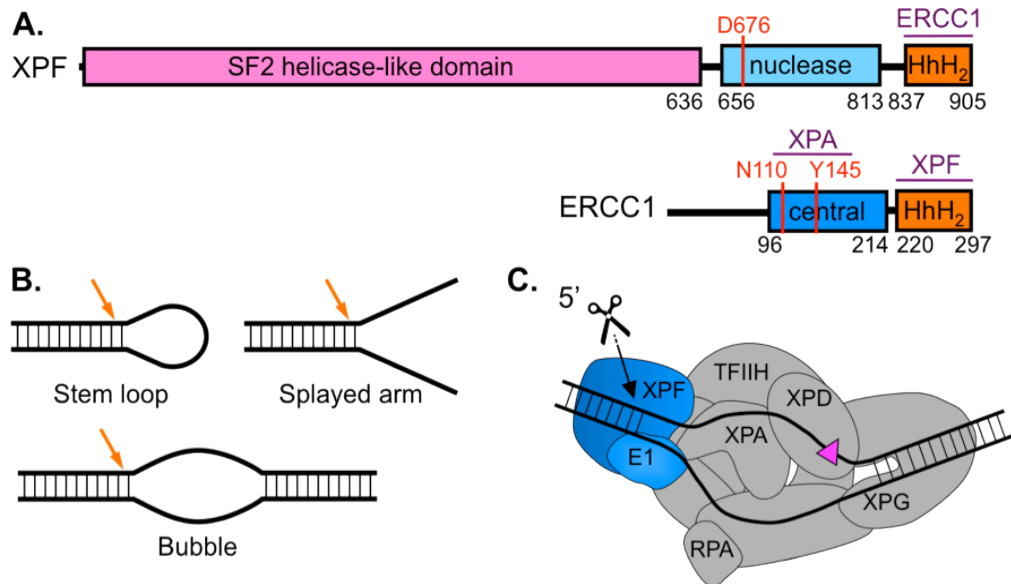 A.
ERCC1
D676
XPF SF2 helicase-like domain nuclease HhH2
636 656 813 837 905
XPA
N110 Y145 XPF
ERCC1 central HhH2
96 214 220 297
B.
Stem loop Splayed arm
Bubble
C.
5’
XPF TFIIH
XPD
XPA
E1
XPG
RPA